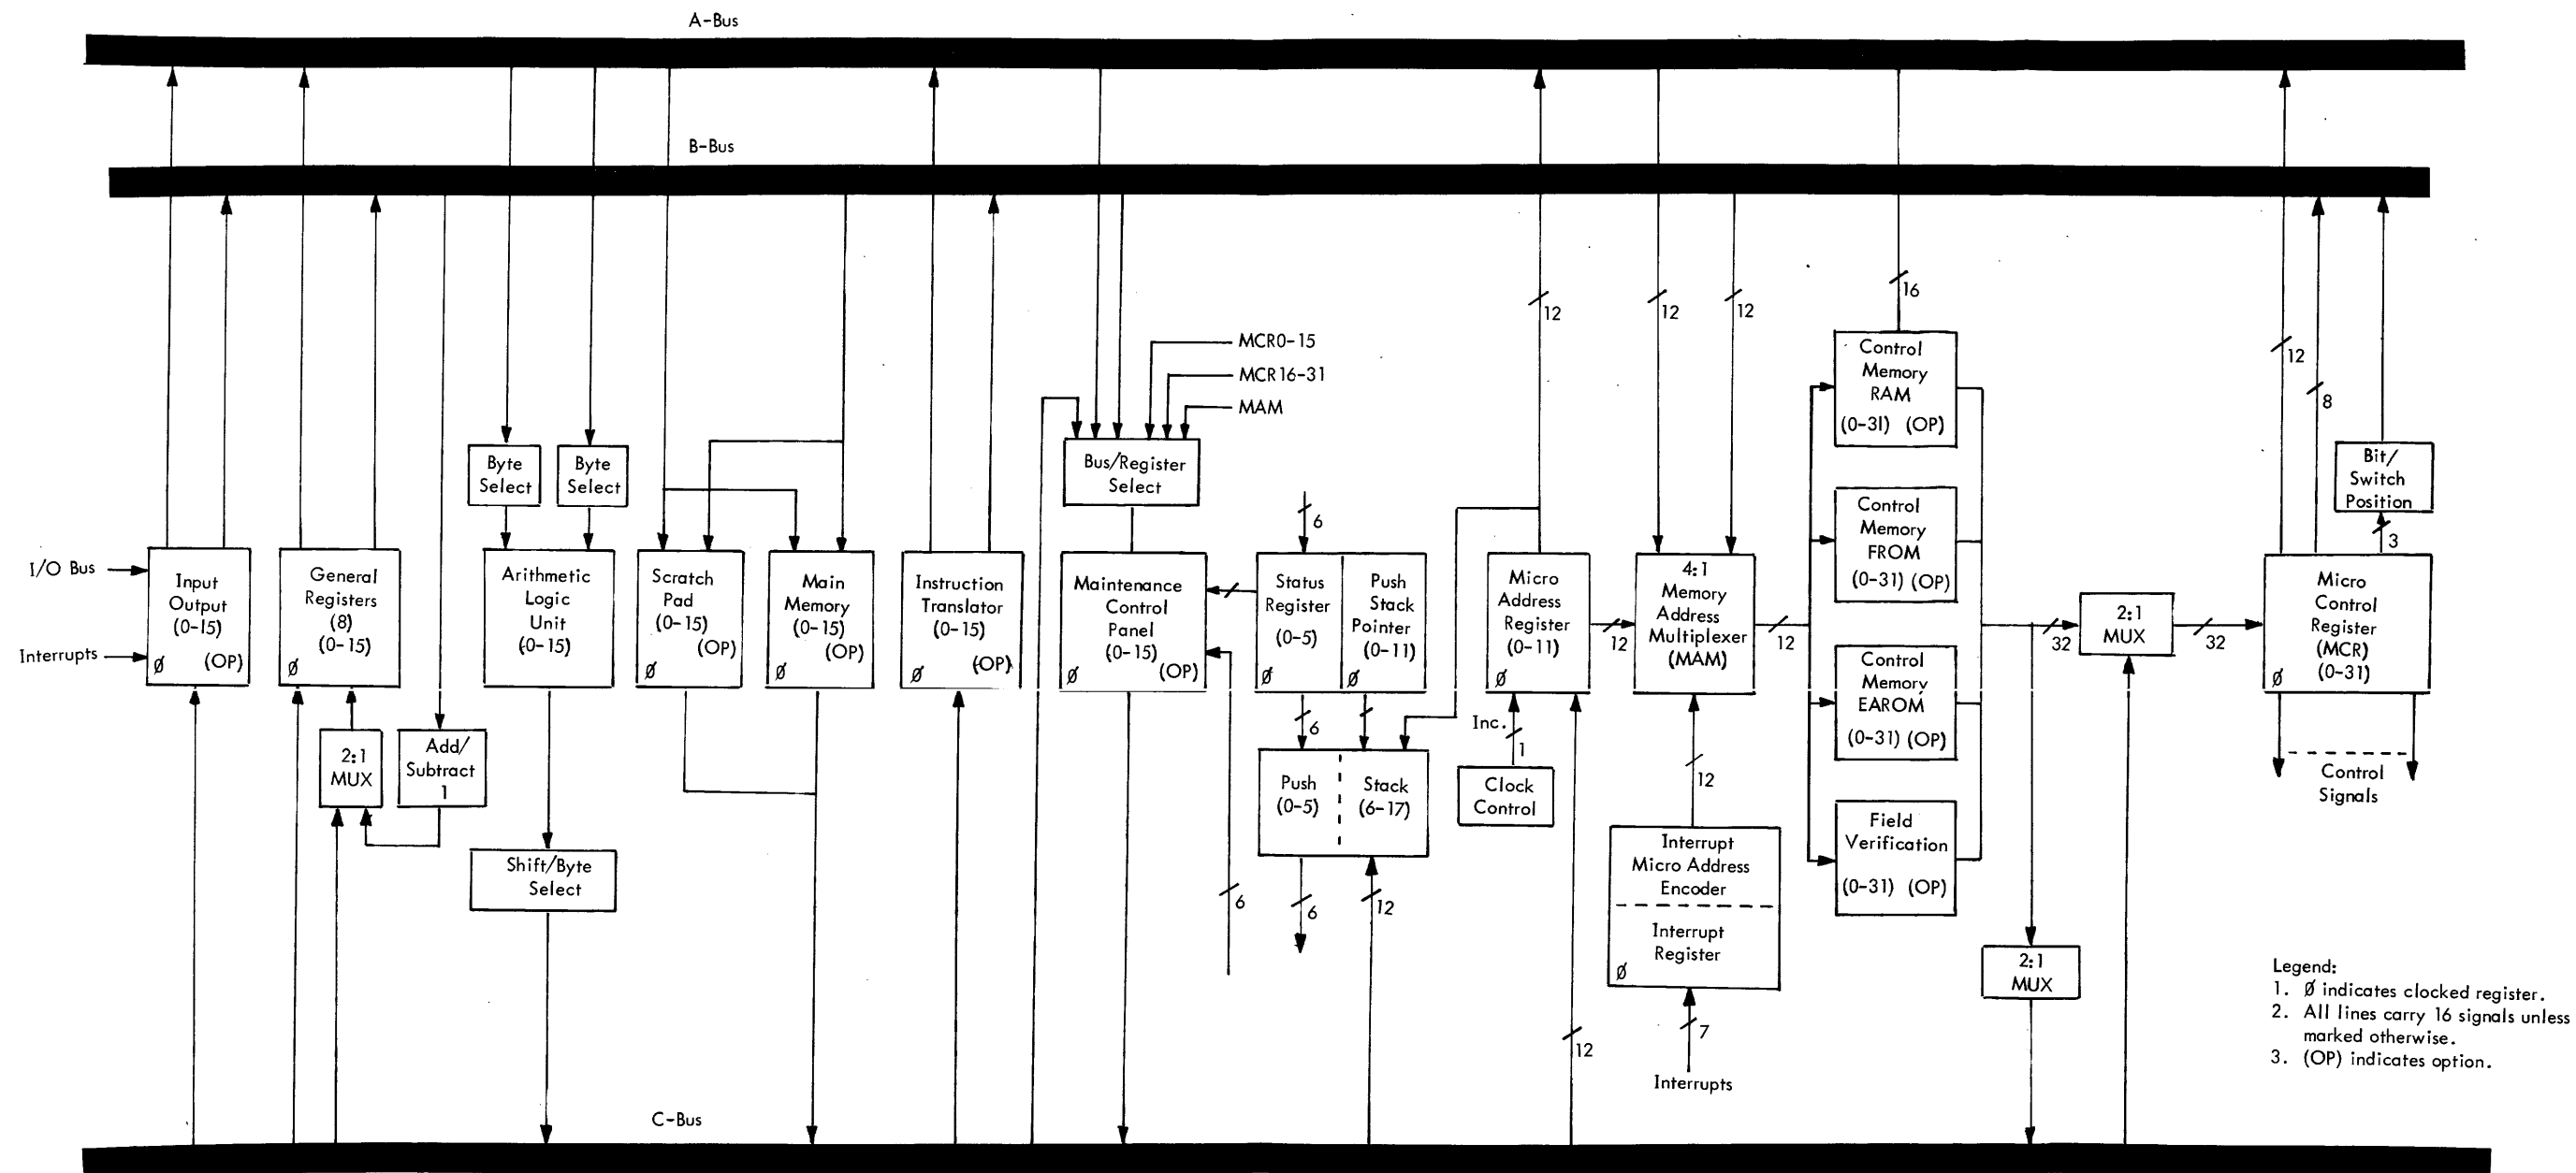 A-Bus
B-Bus
16
12
12
12
12
8
MCR0-15
MCR16-31
MAM
Control
Memory
RAM
(0-31) (OP)
Byte
Select
Byte
Select
Bus/Register
Select
Bit/
Switch
Position
3
6
Control
Memory
FROM
(0-31) (OP)
I/O Bus
Interrupts
Input
Output
(0-15)
Ø (OP)
General
Registers
(8)
(0-15)
Ø
Arithmetic
Logic
Unit
(0-15)
Scratch
Pad
(0-15)
(OP)
Ø
Main
Memory
(0-15)
(OP)
Ø
Instruction
Translator
(0-15)
Ø (OP)
Maintenance
Control
Panel
(0-15)
Ø (OP)
Status
Register
(0-5)
Push
Stack
Pointer
(0-11)
Ø
Micro
Address
Register
(0-11)
Ø
12
4:1
Memory
Address
Multiplexer
(MAM)
12
32
2:1
MUX
32
Micro
Control
Register
(MCR)
(0-31)
Ø
Control
Memory
EAROM
(0-31) (OP)
2:1
MUX
Add/
Subtract
1
6
Inc.
1
Push
(0-5)
Stack
(6-17)
Clock
Control
12
Control
Signals
Field
Verification
(0-31) (OP)
Shift/Byte
Select
6
6
12
Interrupt
Micro Address
Encoder
Interrupt
Register
Ø
7
Interrupts
12
2:1
MUX
Legend:
1. Ø indicates clocked register.
2. All lines carry 16 signals unless
marked otherwise.
3. (OP) indicates option.
C-Bus